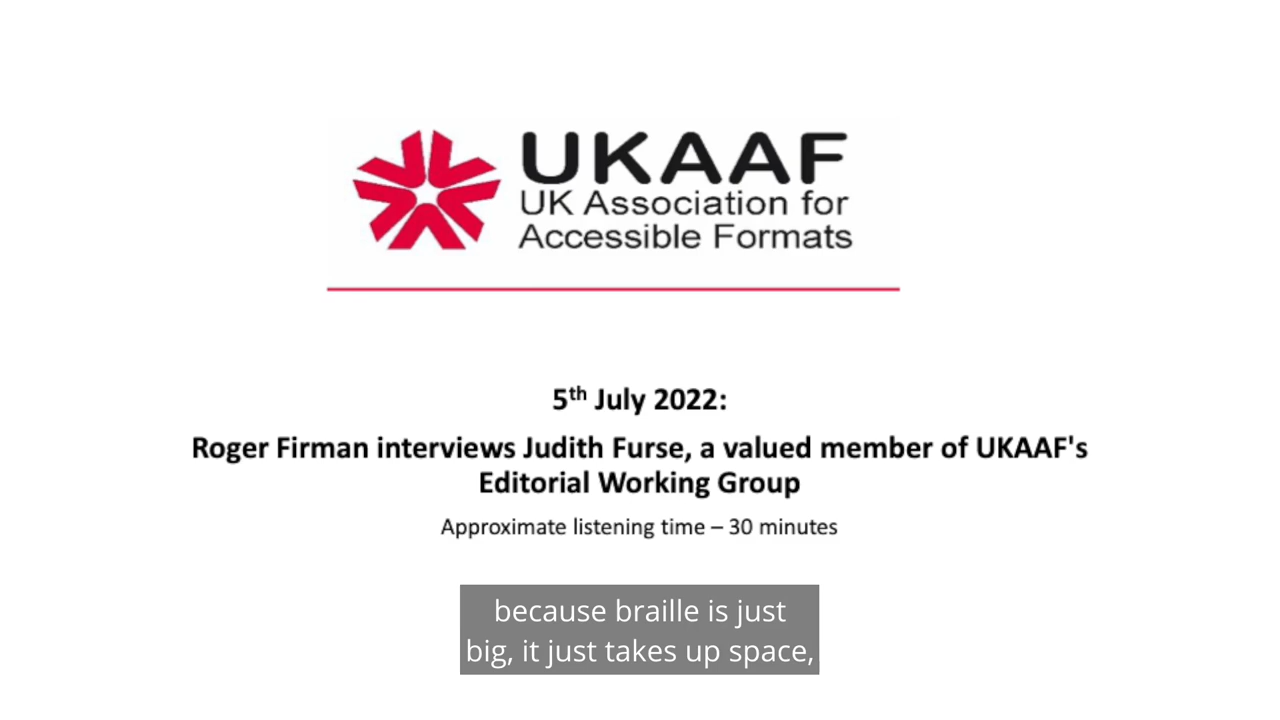 UKAAF
UK Association for
Accessible Formats
5th July 2022:
Roger Firman interviews Judith Furse, a valued member of UKAAF's
Editorial Working Group
Approximate listening time – 30 minutes
because braille is just
big, it just takes up space,